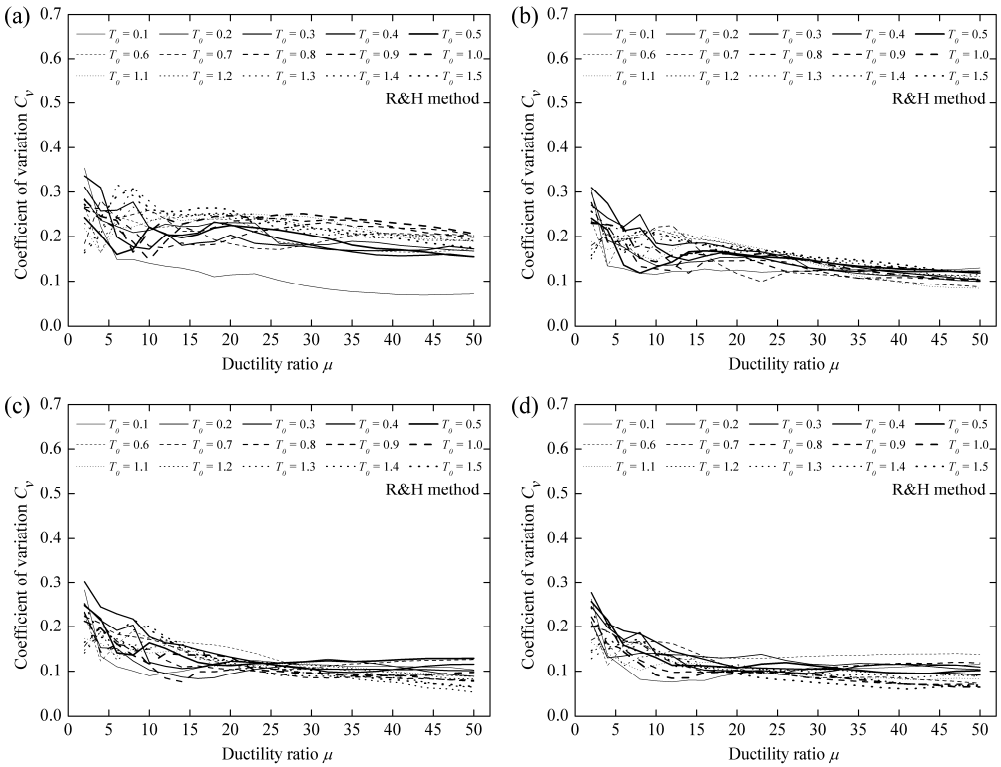 (a)
0.7
0.6
0.5
0.4
0.3
0.2
0.1
0.0
Coefficient of variation Cv
T0 = 0.1 T0 = 0.2 T0 = 0.3 T0 = 0.4 T0 = 0.5
T0 = 0.6 T0 = 0.7 T0 = 0.8 T0 = 0.9 T0 = 1.0
T0 = 1.1 T0 = 1.2 T0 = 1.3 T0 = 1.4 T0 = 1.5
R&H method
0 5 10 15 20 25 30 35 40 45 50
Ductility ratio μ
(b)
0.7
0.6
0.5
0.4
0.3
0.2
0.1
0.0
Coefficient of variation Cv
T0 = 0.1 T0 = 0.2 T0 = 0.3 T0 = 0.4 T0 = 0.5
T0 = 0.6 T0 = 0.7 T0 = 0.8 T0 = 0.9 T0 = 1.0
T0 = 1.1 T0 = 1.2 T0 = 1.3 T0 = 1.4 T0 = 1.5
R&H method
0 5 10 15 20 25 30 35 40 45 50
Ductility ratio μ
(c)
0.7
0.6
0.5
0.4
0.3
0.2
0.1
0.0
Coefficient of variation Cv
T0 = 0.1 T0 = 0.2 T0 = 0.3 T0 = 0.4 T0 = 0.5
T0 = 0.6 T0 = 0.7 T0 = 0.8 T0 = 0.9 T0 = 1.0
T0 = 1.1 T0 = 1.2 T0 = 1.3 T0 = 1.4 T0 = 1.5
R&H method
0 5 10 15 20 25 30 35 40 45 50
Ductility ratio μ
(d)
0.7
0.6
0.5
0.4
0.3
0.2
0.1
0.0
Coefficient of variation Cv
T0 = 0.1 T0 = 0.2 T0 = 0.3 T0 = 0.4 T0 = 0.5
T0 = 0.6 T0 = 0.7 T0 = 0.8 T0 = 0.9 T0 = 1.0
T0 = 1.1 T0 = 1.2 T0 = 1.3 T0 = 1.4 T0 = 1.5
R&H method
0 5 10 15 20 25 30 35 40 45 50
Ductility ratio μ